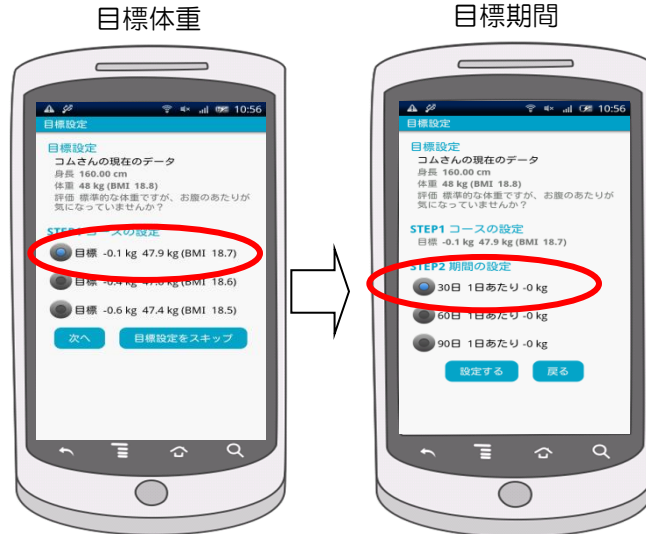 目標体重
10:56
目標設定
目標設定
コムさんの現在のデータ
身長 160.00 cm
体重 48 kg (BMI 18.8)
評価 標準的な体重ですが、お腹のあたりが
気になっていませんか？
STEP1 コースの設定
目標 -0.1 kg 47.9 kg (BMI 18.7)
目標 -0.4 kg 47.6 kg (BMI 18.6)
目標 -0.6 kg 47.4 kg (BMI 18.5)
次へ 目標設定をスキップ
目標期間
10:56
目標設定
目標設定
コムさんの現在のデータ
身長 160.00 cm
体重 48 kg (BMI 18.8)
評価 標準的な体重ですが、お腹のあたりが
気になっていませんか？
STEP1 コースの設定
目標 -0.1 kg 47.9 kg (BMI 18.7)
STEP2 期間の設定
30日 1日あたり -0 kg
60日 1日あたり -0 kg
90日 1日あたり -0 kg
設定する 戻る